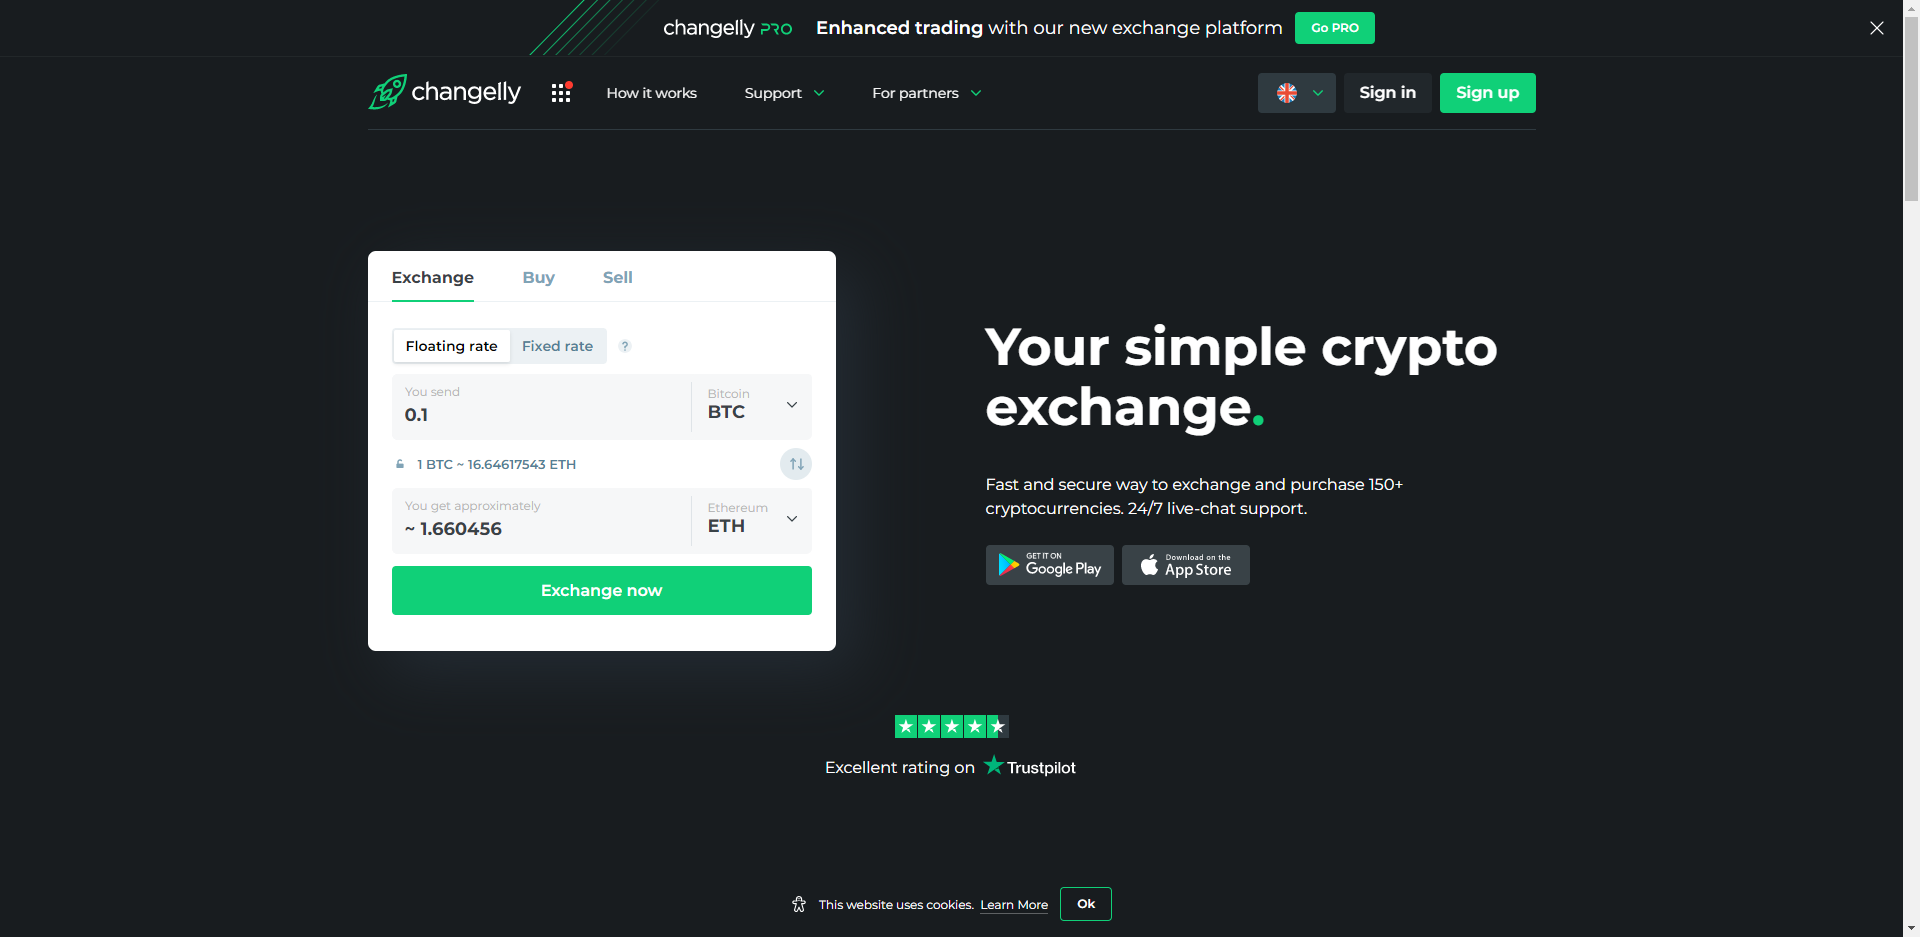 changelly PRO Enhanced trading with our new exchange platform Go PRO
changelly How it works Support For partners Sign in Sign up
Exchange Buy Sell
Floating rate Fixed rate ?
You send
0.1
Bitcoin
BTC
1 BTC ~ 16.64617543 ETH
You get approximately
~ 1.660456
Ethereum
ETH
Exchange now
Your simple crypto
exchange.
Fast and secure way to exchange and purchase 150+
cryptocurrencies. 24/7 live-chat support.
GET IT ON
Google Play
Download on the
App Store
Excellent rating on Trustpilot
This website uses cookies. Learn More Ok